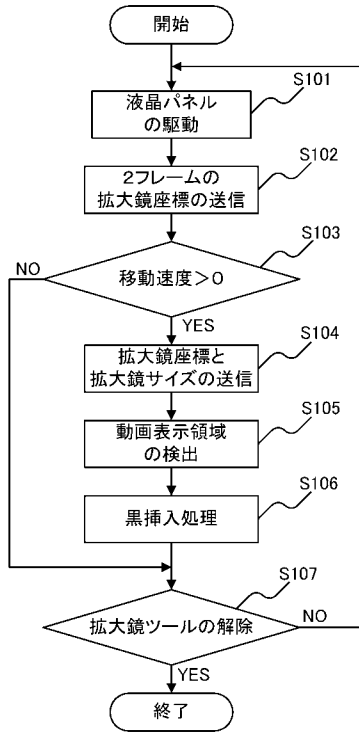 開始
S101
液晶パネル
の駆動
S102
2フレームの
拡大鏡座標の送信
S103
NO
移動速度>0
YES
S104
拡大鏡座標と
拡大鏡サイズの送信
S105
動画表示領域
の検出
S106
黒挿入処理
S107
拡大鏡ツールの解除
NO
YES
終了